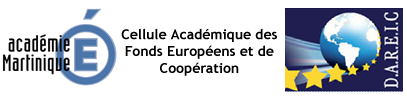 académie
Martinique
É
Cellule Académique des
Fonds Européens et de
Coopération
D.A.R.E.I.C